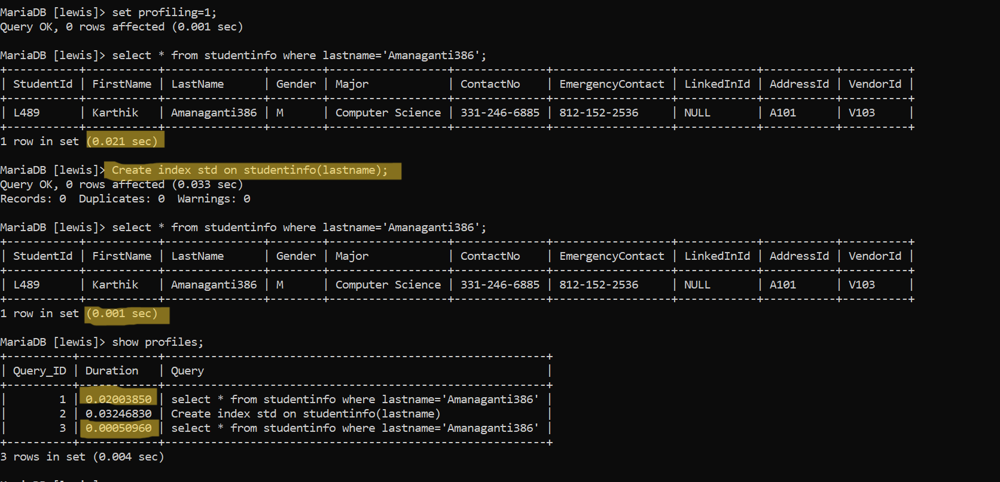 MariaDB [lewis]> set profiling=1;
Query OK, 0 rows affected (0.001 sec)
MariaDB [lewis]> select * from studentinfo where lastname='Amanaganti386';
+-----------+-----------+---------------+--------+------------------+--------------+------------------+------------+-----------+----------+
| StudentId | FirstName | LastName      | Gender | Major            | ContactNo    | EmergencyContact | LinkedInId | AddressId | VendorId |
+-----------+-----------+---------------+--------+------------------+--------------+------------------+------------+-----------+----------+
| L489      | Karthik   | Amanaganti386 | M      | Computer Science | 331-246-6885 | 812-152-2536     | NULL       | A101      | V103     |
+-----------+-----------+---------------+--------+------------------+--------------+------------------+------------+-----------+----------+
1 row in set (0.021 sec)
MariaDB [lewis]> Create index std on studentinfo(lastname);
Query OK, 0 rows affected (0.033 sec)
Records: 0  Duplicates: 0  Warnings: 0
MariaDB [lewis]> select * from studentinfo where lastname='Amanaganti386';
+-----------+-----------+---------------+--------+------------------+--------------+------------------+------------+-----------+----------+
| StudentId | FirstName | LastName      | Gender | Major            | ContactNo    | EmergencyContact | LinkedInId | AddressId | VendorId |
+-----------+-----------+---------------+--------+------------------+--------------+------------------+------------+-----------+----------+
| L489      | Karthik   | Amanaganti386 | M      | Computer Science | 331-246-6885 | 812-152-2536     | NULL       | A101      | V103     |
+-----------+-----------+---------------+--------+------------------+--------------+------------------+------------+-----------+----------+
1 row in set (0.001 sec)
MariaDB [lewis]> show profiles;
+----------+------------+----------------------------------------------------------+
| Query_ID | Duration   | Query                                                    |
+----------+------------+----------------------------------------------------------+
|        1 | 0.02003850 | select * from studentinfo where lastname='Amanaganti386' |
|        2 | 0.03246830 | Create index std on studentinfo(lastname)                |
|        3 | 0.00050960 | select * from studentinfo where lastname='Amanaganti386' |
+----------+------------+----------------------------------------------------------+
3 rows in set (0.004 sec)